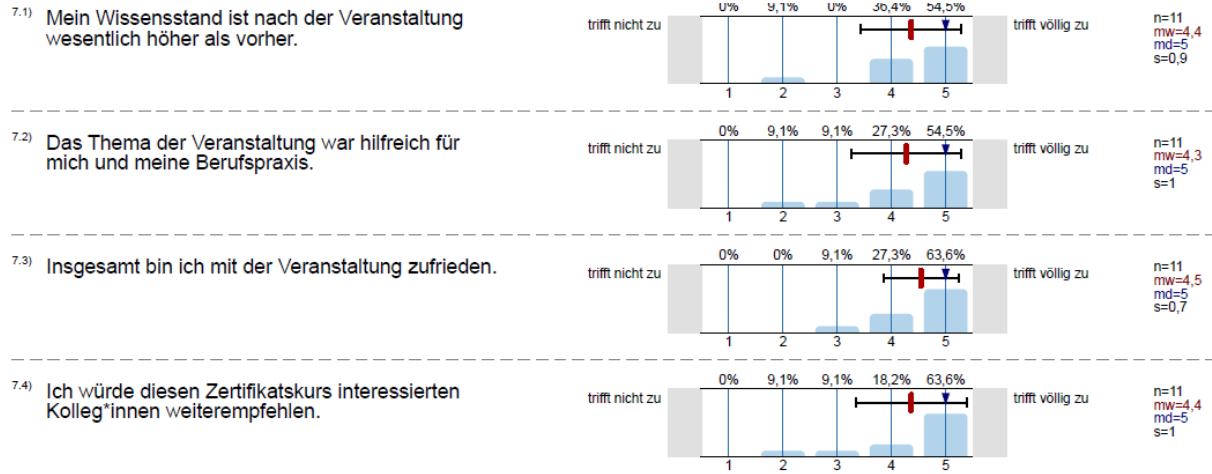 7.1) Mein Wissensstand ist nach der Veranstaltung
wesentlich höher als vorher.
trifft nicht zu
0% 9,1% 0% 36,4% 54,5%
1 2 3 4 5
trifft völlig zu
n=11
mw=4,4
md=5
s=0,9
7.2) Das Thema der Veranstaltung war hilfreich für
mich und meine Berufspraxis.
trifft nicht zu
0% 9,1% 9,1% 27,3% 54,5%
1 2 3 4 5
trifft völlig zu
n=11
mw=4,3
md=5
s=1
7.3) Insgesamt bin ich mit der Veranstaltung zufrieden.
trifft nicht zu
0% 0% 9,1% 27,3% 63,6%
1 2 3 4 5
trifft völlig zu
n=11
mw=4,5
md=5
s=0,7
7.4) Ich würde diesen Zertifikatskurs interessierten
Kolleg*innen weiterempfehlen.
trifft nicht zu
0% 9,1% 9,1% 18,2% 63,6%
1 2 3 4 5
trifft völlig zu
n=11
mw=4,4
md=5
s=1